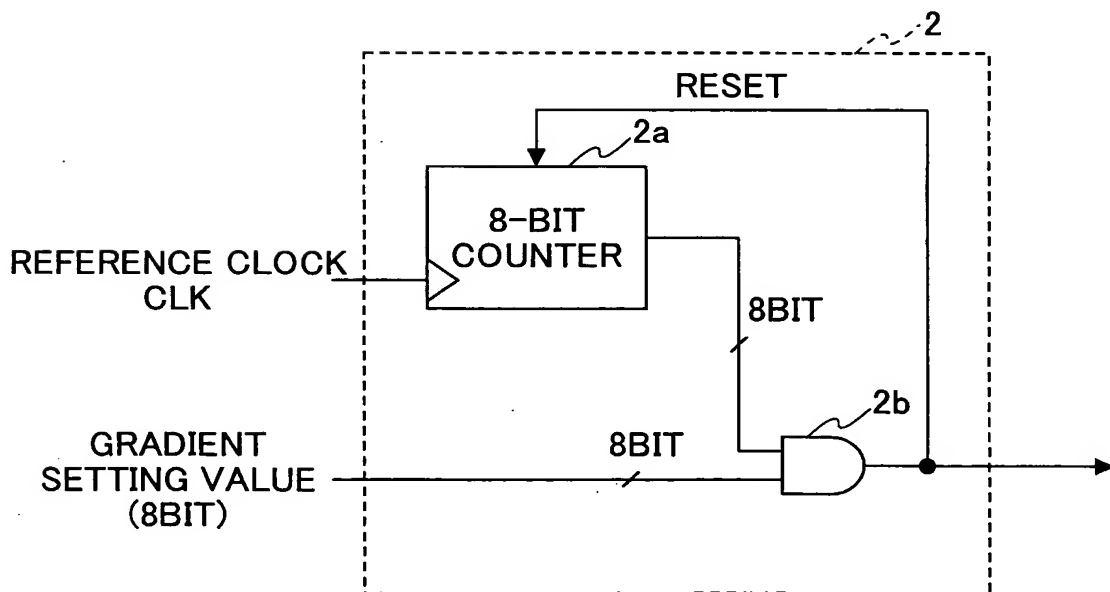 2
RESET
2a
8-BIT
COUNTER
REFERENCE CLOCK
CLK
8BIT
2b
GRADIENT
SETTING VALUE
(8BIT)
8BIT